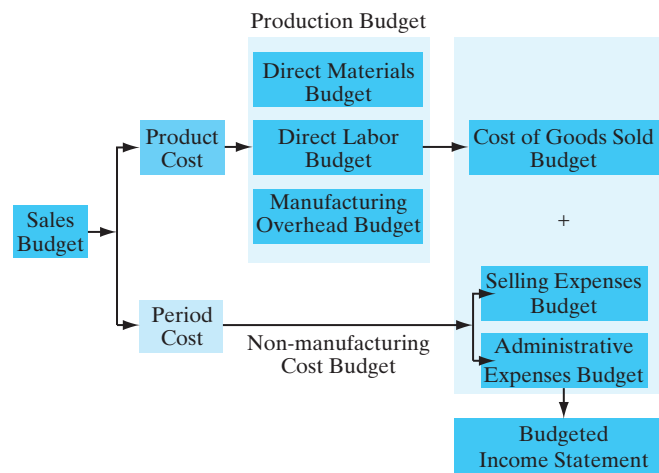 Production Budget
Direct Materials
Budget
Product
Cost
Direct Labor
Budget
Cost of Goods Sold
Budget
Manufacturing
Overhead Budget
Sales
Budget
+
Selling Expenses
Budget
Period
Cost
Non-manufacturing
Cost Budget
Administrative
Expenses Budget
Budgeted
Income Statement